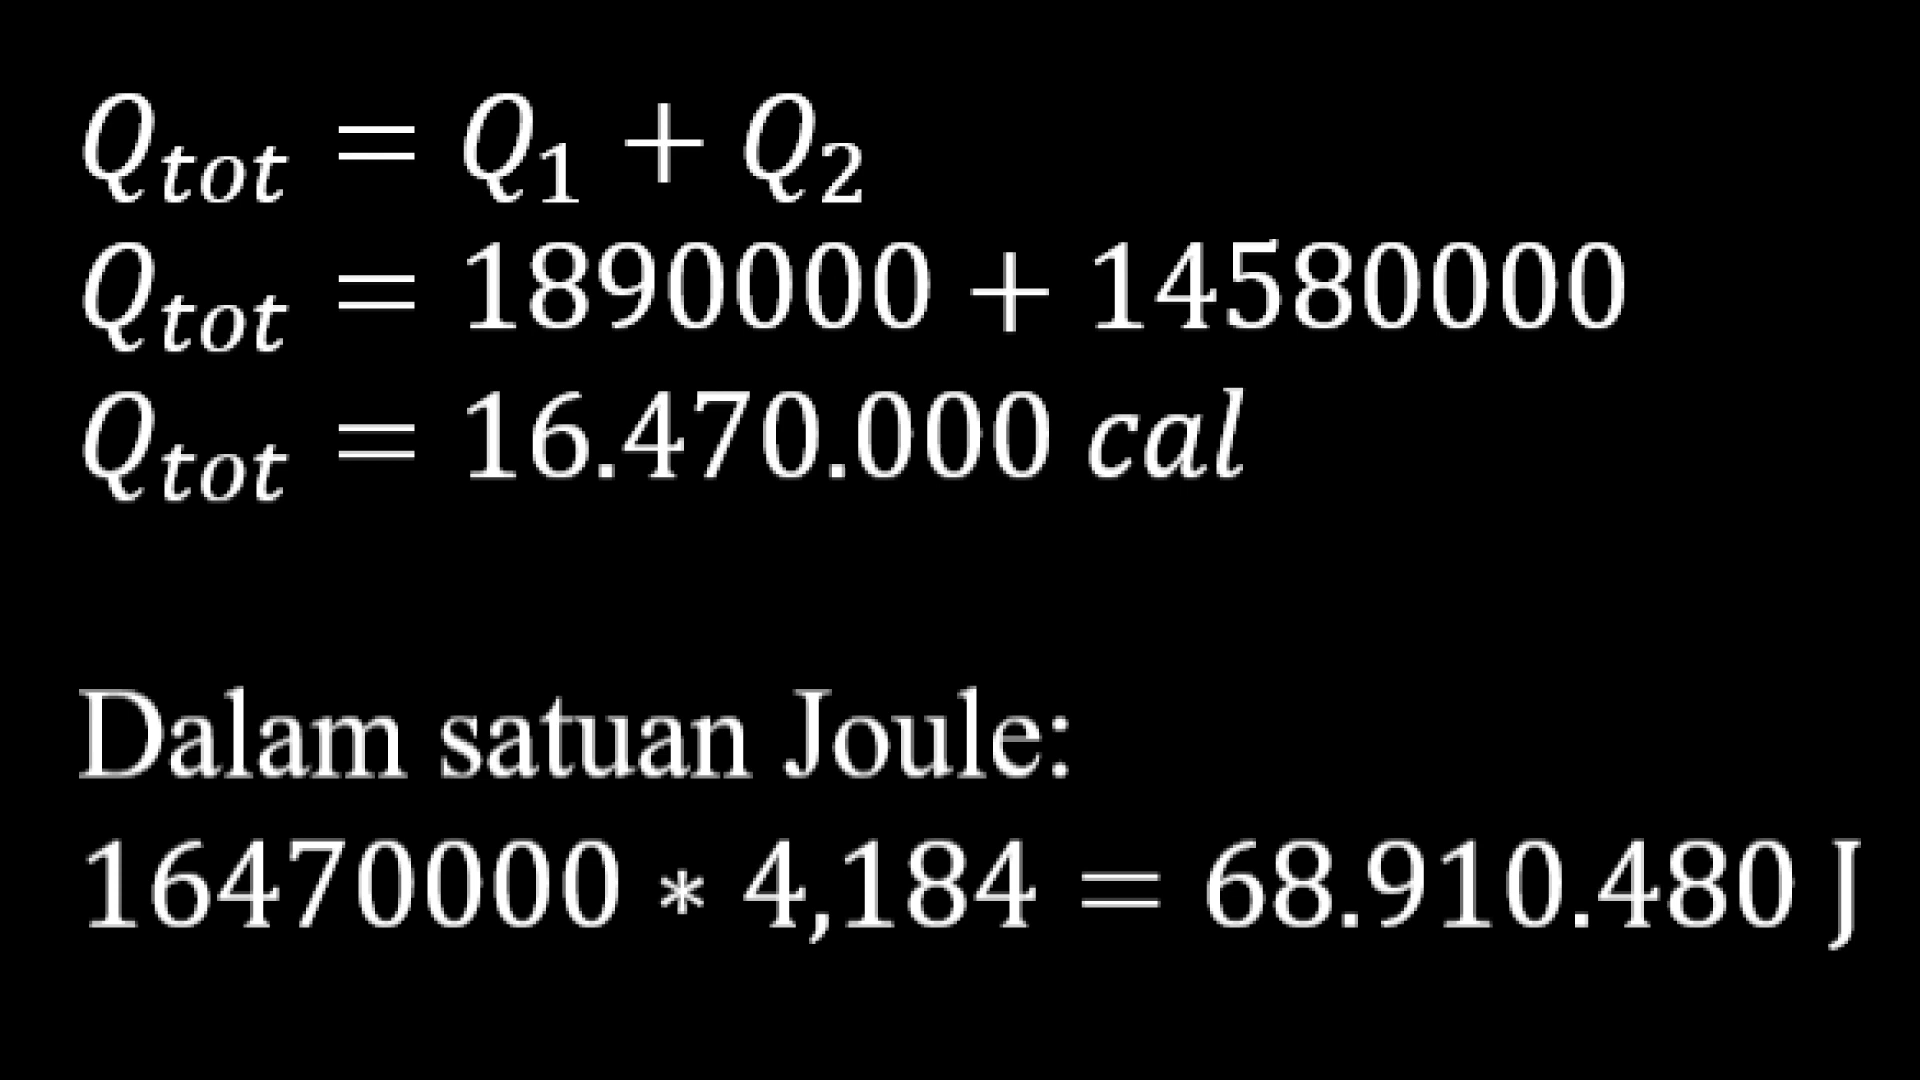 Q_tot = Q_1 + Q_2
Q_tot = 1890000 + 14580000
Q_tot = 16.470.000 cal
Dalam satuan Joule:
16470000 * 4,184 = 68.910.480 J